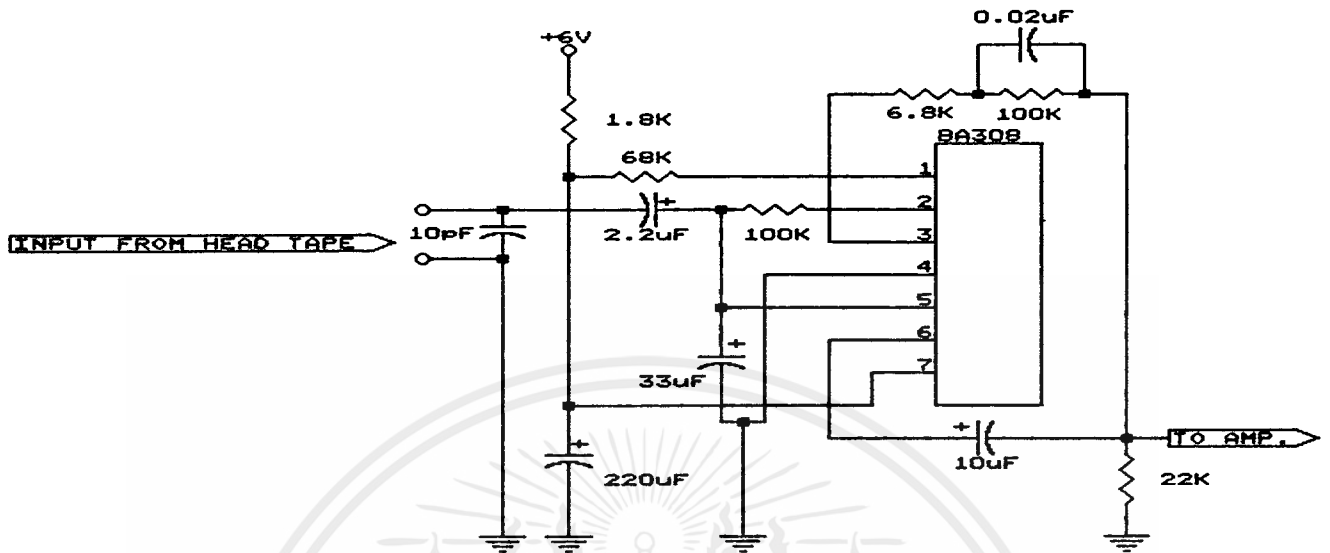 0.02uF
+6V
6.8K
100K
1.8K
BA308
68K
1
2
10pF
2.2uF
100K
3
INPUT FROM HEAD TAPE
4
5
6
33uF
7
+
+
+
+
10uF
TO AMP.
220uF
22K